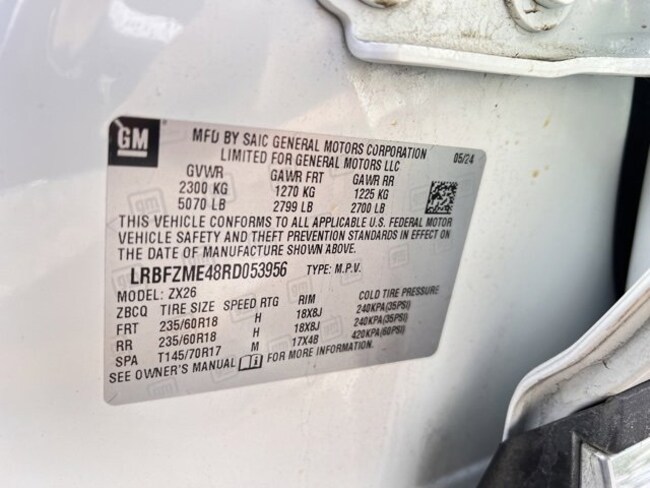 GM
MFD BY SAIC GENERAL MOTORS CORPORATION 05/24
LIMITED FOR GENERAL MOTORS LLC
GVWR GAWR FRT GAWR RR
2300 KG 1270 KG 1225 KG
5070 LB 2799 LB 2700 LB
THIS VEHICLE CONFORMS TO ALL APPLICABLE U.S. FEDERAL MOTOR
VEHICLE SAFETY AND THEFT PREVENTION STANDARDS IN EFFECT ON
THE DATE OF MANUFACTURE SHOWN ABOVE.
LRBFZME48RD053956 TYPE: M.P.V.
MODEL: ZX26
ZBCQ TIRE SIZE SPEED RTG RIM COLD TIRE PRESSURE
FRT 235/60R18 H 18X8J 240KPA(35PSI)
RR 235/60R18 H 18X8J 240KPA(35PSI)
SPA T145/70R17 M 17X4B 420KPA(60PSI)
SEE OWNER'S MANUAL FOR MORE INFORMATION.